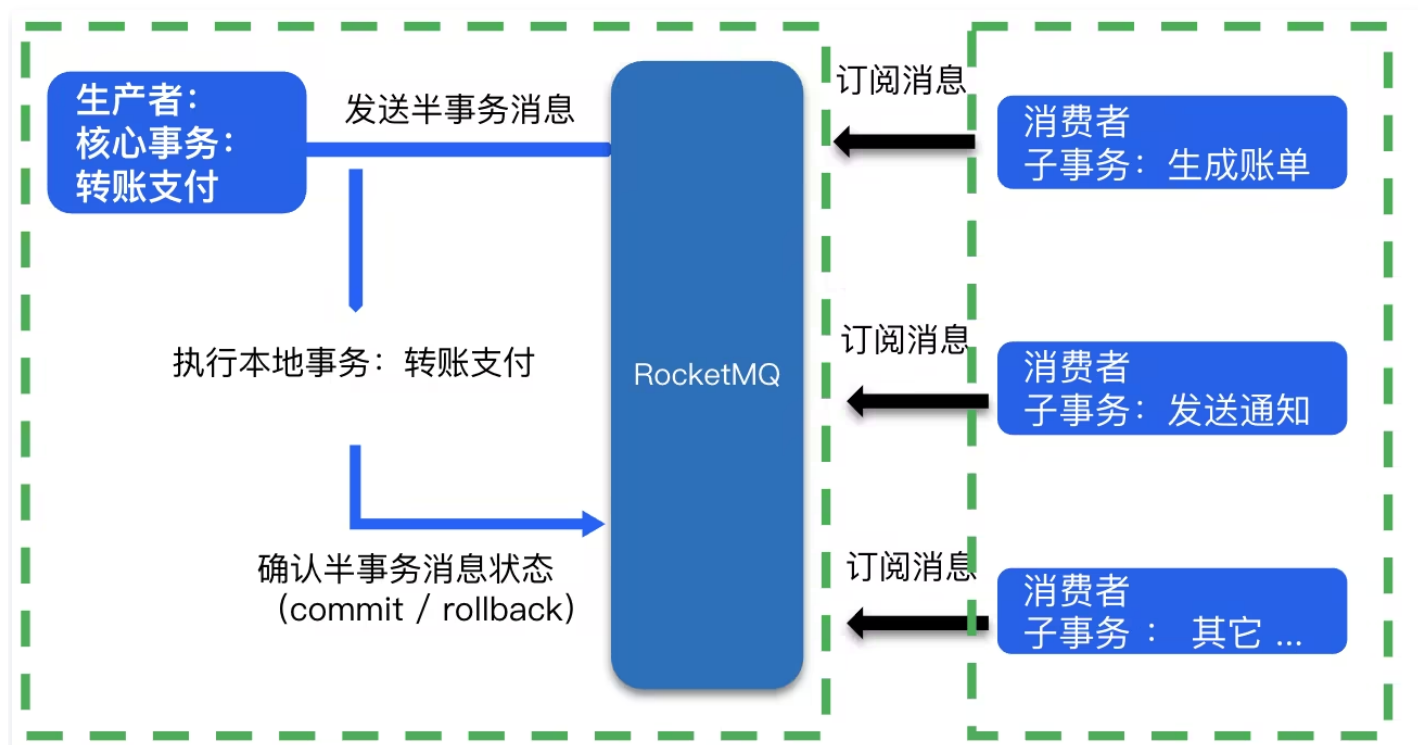 生产者：
核心事务：
转账支付
发送半事务消息
执行本地事务：转账支付
确认半事务消息状态
（commit / rollback）
RocketMQ
订阅消息
消费者
子事务：生成账单
订阅消息
消费者
子事务：发送通知
订阅消息
消费者
子事务 ： 其它 ...